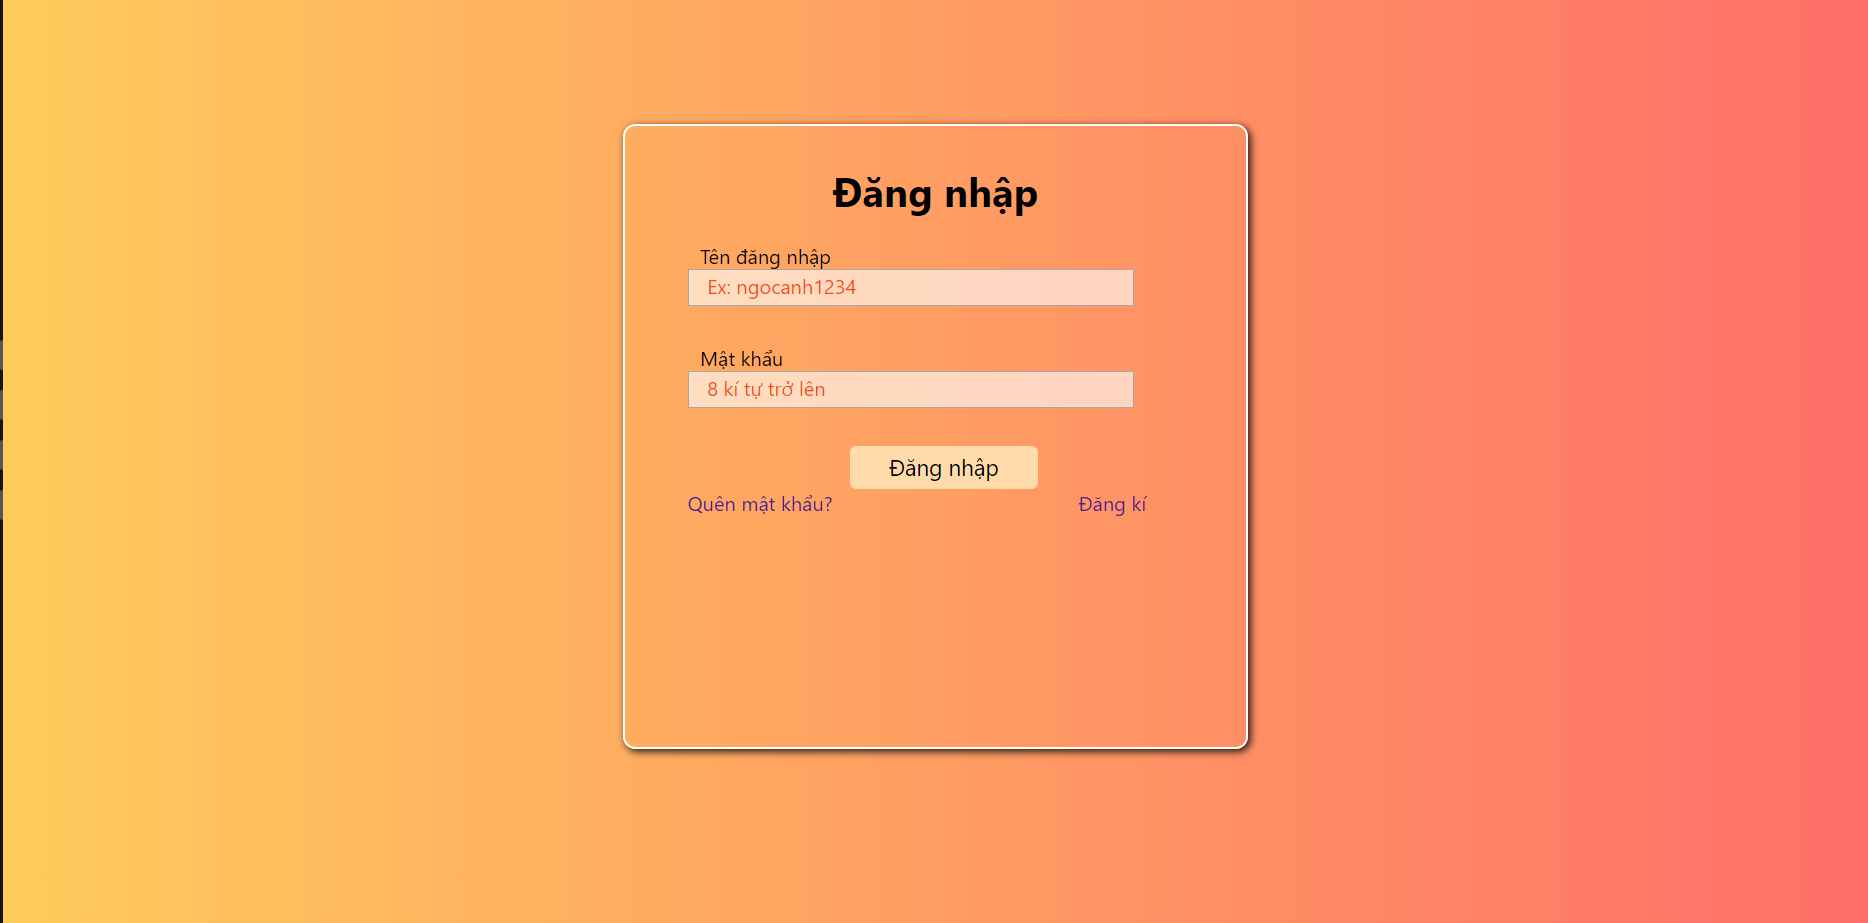 Đăng nhập
Tên đăng nhập
Ex: ngocanh1234
Mật khẩu
8 kí tự trở lên
Đăng nhập
Quên mật khẩu? Đăng kí